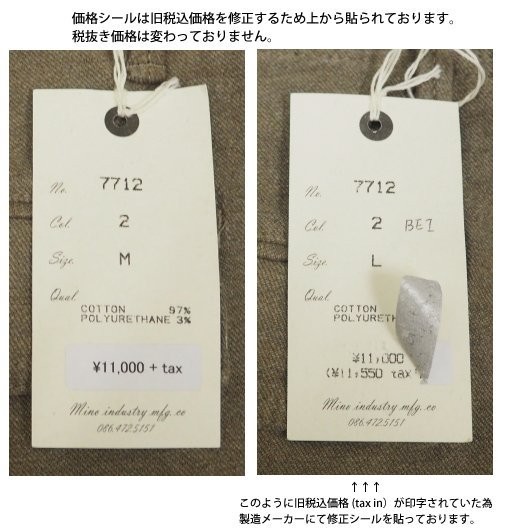 価格シールは旧税込価格を修正するため上から貼られております。
税抜き価格は変わっておりません。
No. 7712
Col. 2
Size. M
Qual.
COTTON 97%
POLYURETHANE 3%
¥11,000 + tax
Mino industry mfg.co
086.472.5151
No. 7712
Col. 2 BEI
Size. L
Qual.
COTTON
¥11,000
(¥11,550 tax
Mino industry mfg.co
086.472.5151
↑↑↑
このように旧税込価格(tax in）が印字されていた為
製造メーカーにて修正シールを貼っております。